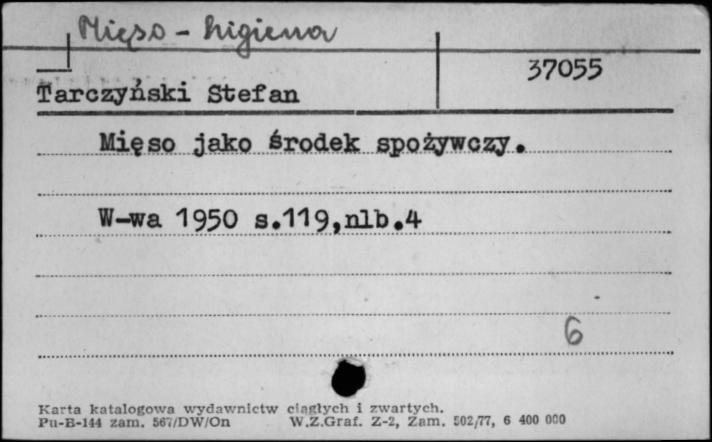 Mięso - higiena
37055
Tarczyński Stefan
Mięso jako środek spożywczy.
W-wa 1950 s.119,nlb.4
6
Karta katalogowa wydawnictw ciągłych i zwartych.
Pu-B-144 zam. 567/DW/On W.Z.Graf. Z-2, Zam. 502/77, 6 400 000